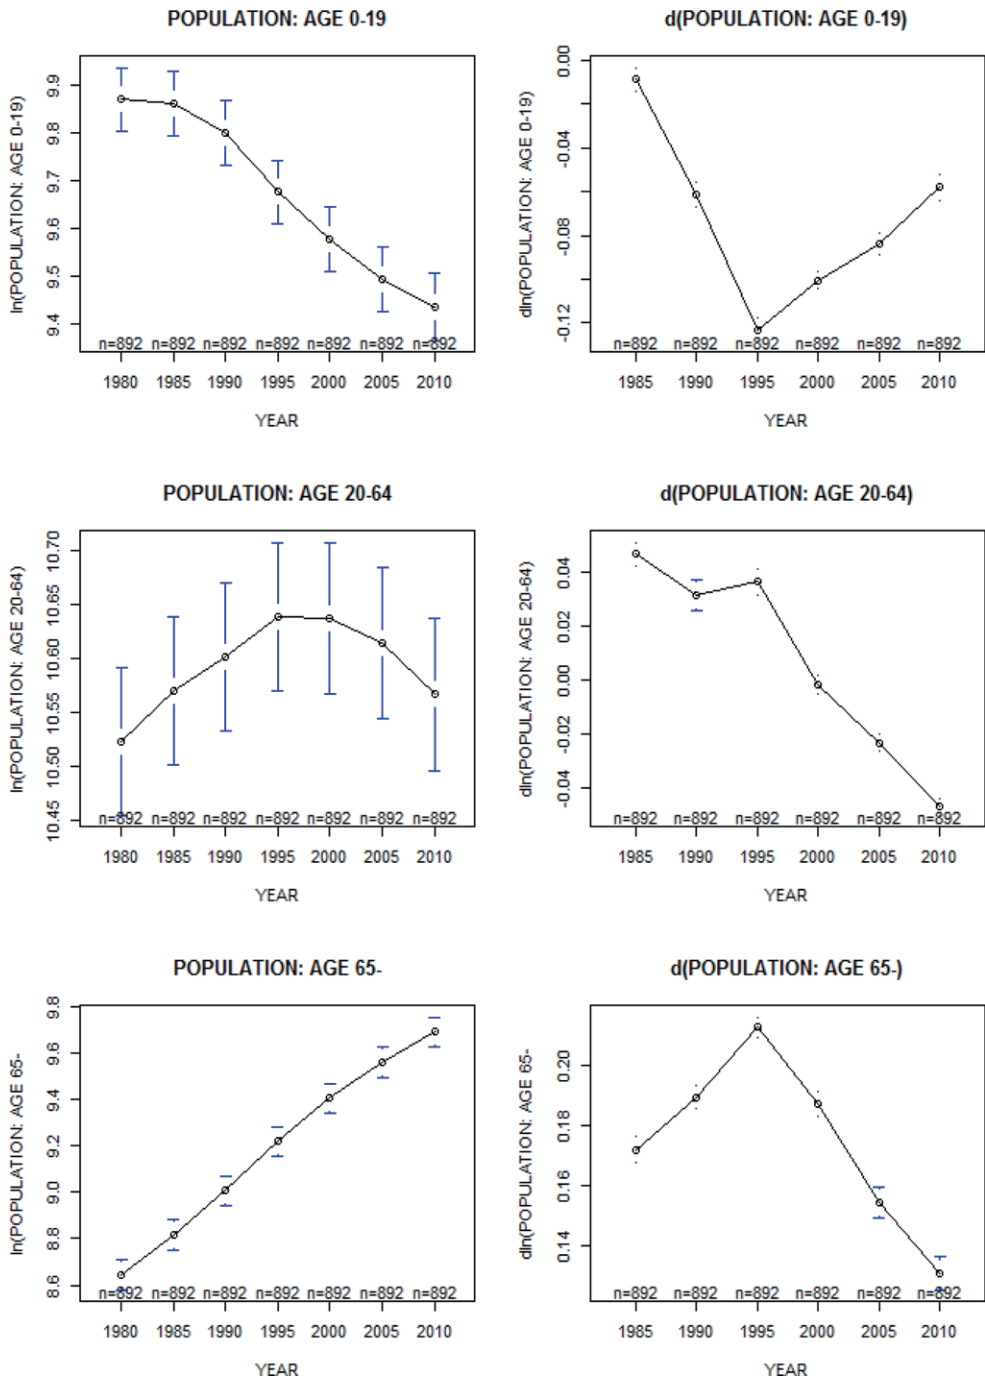 POPULATION: AGE 0-19
ln(POPULATION: AGE 0-19)
9.9
9.8
9.7
9.6
9.5
9.4
n=892 n=892 n=892 n=892 n=892 n=892 n=892
1980 1985 1990 1995 2000 2005 2010
YEAR
d(POPULATION: AGE 0-19)
dln(POPULATION: AGE 0-19)
0.00
-0.04
-0.08
-0.12
n=892 n=892 n=892 n=892 n=892 n=892
1985 1990 1995 2000 2005 2010
YEAR
POPULATION: AGE 20-64
ln(POPULATION: AGE 20-64)
10.70
10.65
10.60
10.55
10.50
10.45
n=892 n=892 n=892 n=892 n=892 n=892 n=892
1980 1985 1990 1995 2000 2005 2010
YEAR
d(POPULATION: AGE 20-64)
dln(POPULATION: AGE 20-64)
0.04
0.02
0.00
-0.02
-0.04
n=892 n=892 n=892 n=892 n=892 n=892
1985 1990 1995 2000 2005 2010
YEAR
POPULATION: AGE 65-
ln(POPULATION: AGE 65-
9.8
9.6
9.4
9.2
9.0
8.8
8.6
n=892 n=892 n=892 n=892 n=892 n=892 n=892
1980 1985 1990 1995 2000 2005 2010
YEAR
d(POPULATION: AGE 65-)
dln(POPULATION: AGE 65-
0.20
0.18
0.16
0.14
n=892 n=892 n=892 n=892 n=892 n=892
1985 1990 1995 2000 2005 2010
YEAR